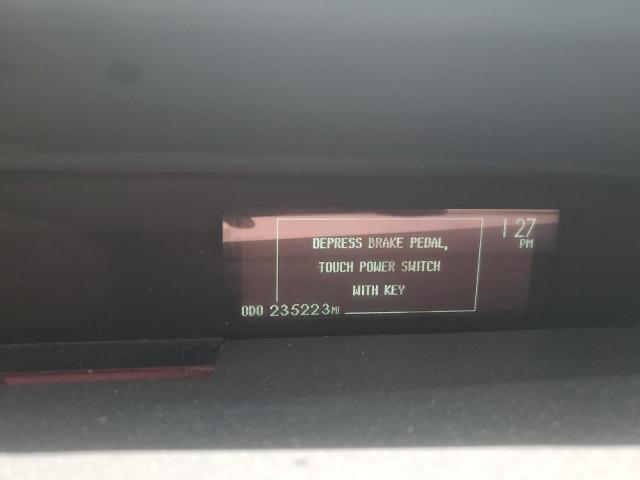 1 27
PM
DEPRESS BRAKE PEDAL,
TOUCH POWER SWITCH
WITH KEY
ODO 235223MI